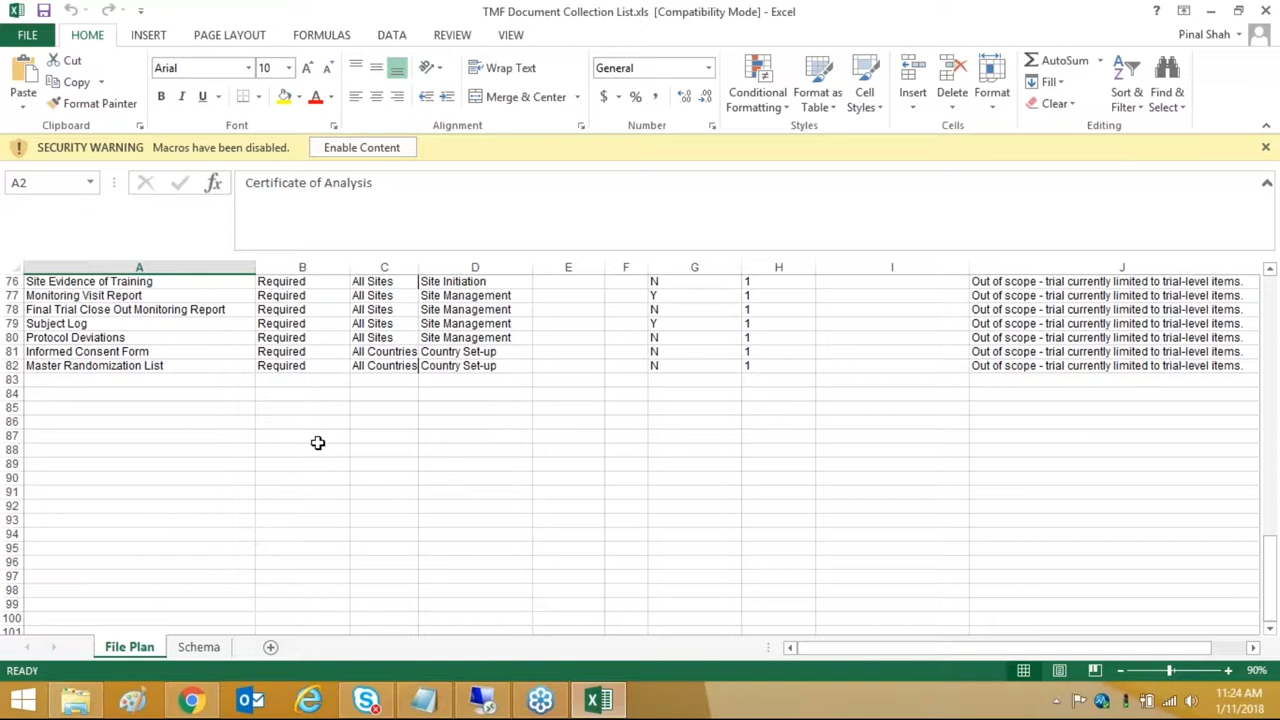 TMF Document Collection List.xls [Compatibility Mode] - Excel
FILE HOME INSERT PAGE LAYOUT FORMULAS DATA REVIEW VIEW Pinal Shah
Cut
Copy
Format Painter
Paste
Clipboard
Arial 10
B I U
Font
Wrap Text
Merge & Center
Alignment
General
$ % ,
Number
Conditional Formatting
Format as Table
Cell Styles
Styles
Insert Delete Format
Cells
AutoSum
Fill
Clear
Sort & Filter
Find & Select
Editing
SECURITY WARNING Macros have been disabled. Enable Content
A2 fx Certificate of Analysis
A B C D E F G H I J
76 Site Evidence of Training Required All Sites Site Initiation N 1 Out of scope - trial currently limited to trial-level items.
77 Monitoring Visit Report Required All Sites Site Management Y 1 Out of scope - trial currently limited to trial-level items.
78 Final Trial Close Out Monitoring Report Required All Sites Site Management N 1 Out of scope - trial currently limited to trial-level items.
79 Subject Log Required All Sites Site Management Y 1 Out of scope - trial currently limited to trial-level items.
80 Protocol Deviations Required All Sites Site Management N 1 Out of scope - trial currently limited to trial-level items.
81 Informed Consent Form Required All Countries Country Set-up N 1 Out of scope - trial currently limited to trial-level items.
82 Master Randomization List Required All Countries Country Set-up N 1 Out of scope - trial currently limited to trial-level items.
83
84
85
86
87
88
89
90
91
92
93
94
95
96
97
98
99
100
101
File Plan Schema
READY 90%
11:24 AM
1/11/2018